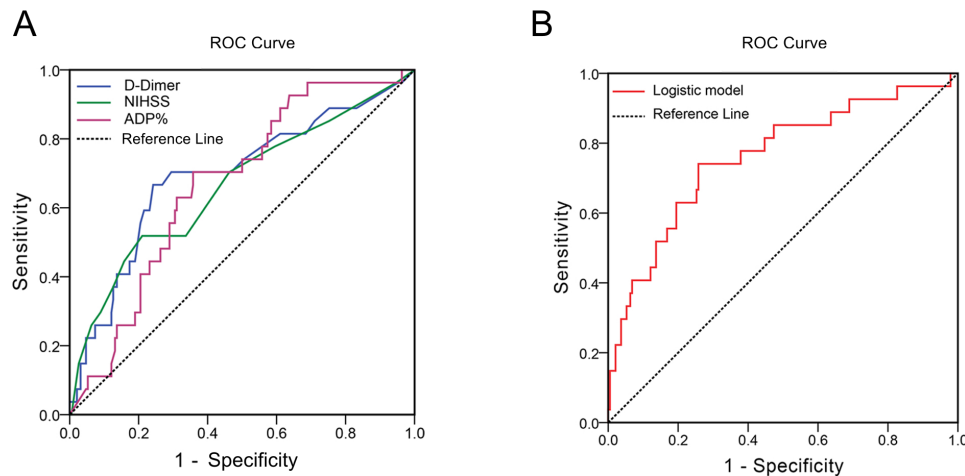 A
ROC Curve
1.0
0.8
0.6
0.4
0.2
0.0
Sensitivity
D-Dimer
NIHSS
ADP%
Reference Line
0.0 0.2 0.4 0.6 0.8 1.0
1 - Specificity
B
ROC Curve
1.0
0.8
0.6
0.4
0.2
0.0
Sensitivity
Logistic model
Reference Line
0.0 0.2 0.4 0.6 0.8 1.0
1 - Specificity